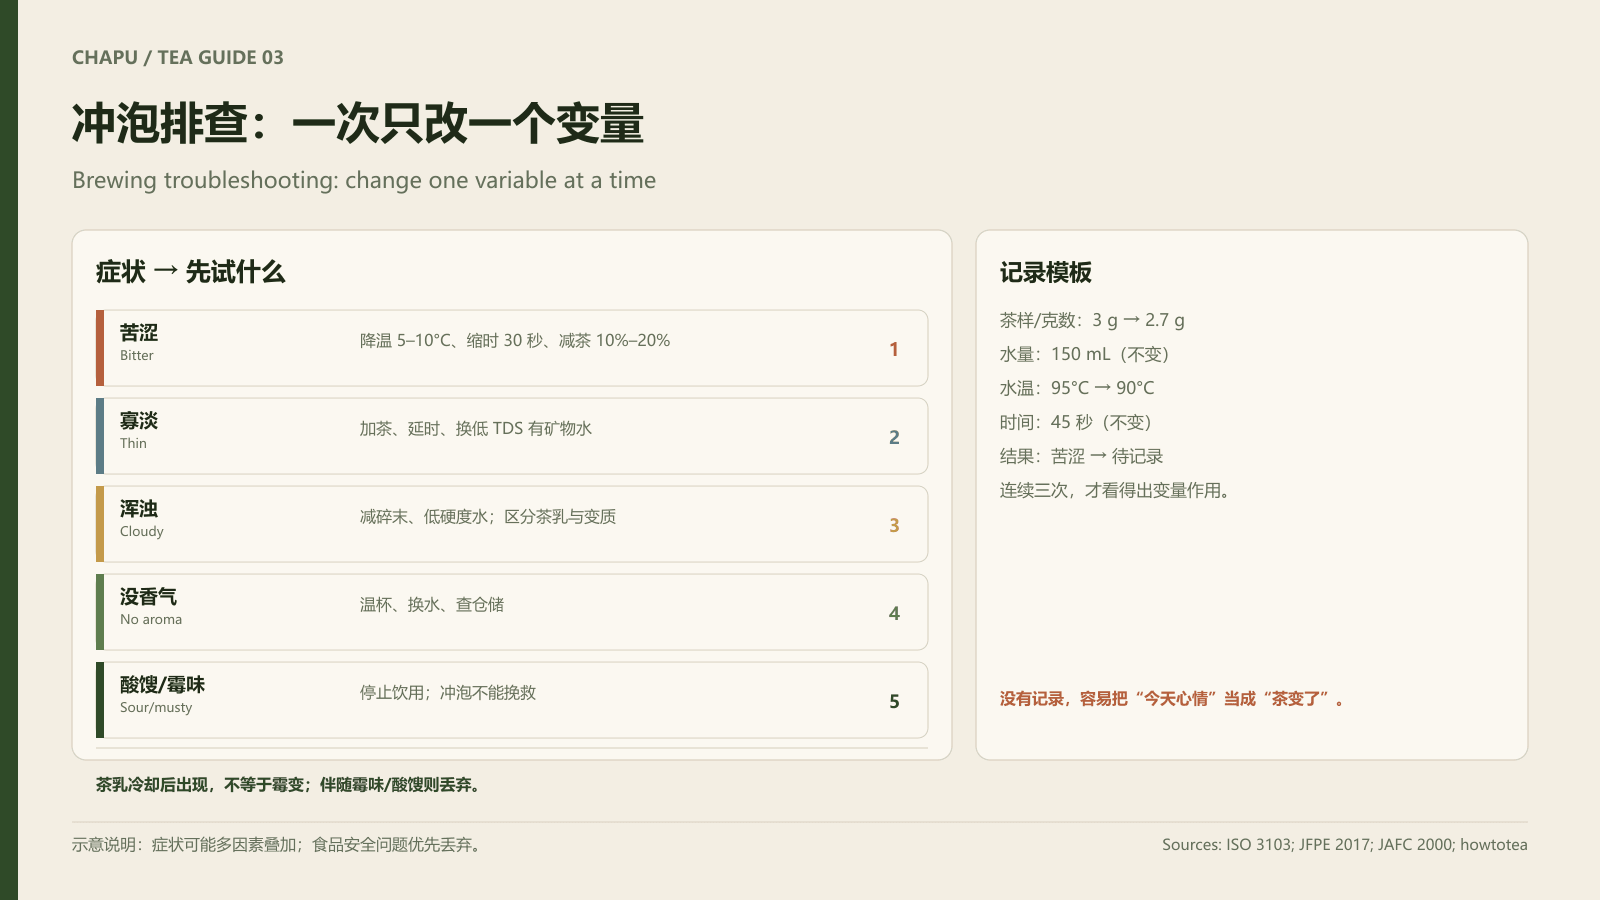 CHAPU / TEA GUIDE 03
冲泡排查：一次只改一个变量
Brewing troubleshooting: change one variable at a time
症状 → 先试什么
苦涩
Bitter
降温 5–10°C、缩时 30 秒、减茶 10%–20%
1
寡淡
Thin
加茶、延时、换低 TDS 有矿物水
2
浑浊
Cloudy
减碎末、低硬度水；区分茶乳与变质
3
没香气
No aroma
温杯、换水、查仓储
4
酸馊/霉味
Sour/musty
停止饮用；冲泡不能挽救
5
茶乳冷却后出现，不等于霉变；伴随霉味/酸馊则丢弃。
记录模板
茶样/克数：3 g → 2.7 g
水量：150 mL（不变）
水温：95°C → 90°C
时间：45 秒（不变）
结果：苦涩 → 待记录
连续三次，才看得出变量作用。
没有记录，容易把“今天心情”当成“茶变了”。
示意说明：症状可能多因素叠加；食品安全问题优先丢弃。
Sources: ISO 3103; JFPE 2017; JAFC 2000; howtotea